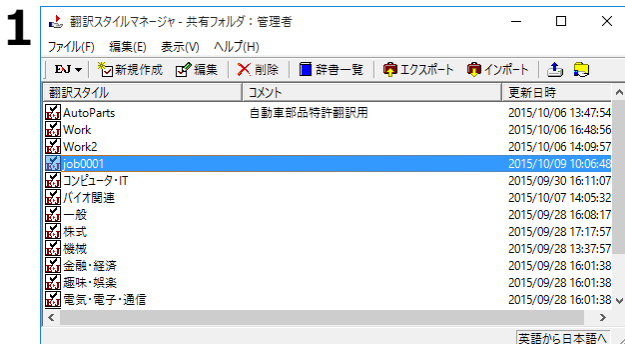 1
翻訳スタイルマネージャ - 共有フォルダ：管理者
ファイル(F) 編集(E) 表示(V) ヘルプ(H)
EJ 新規作成 編集 削除 辞書一覧 エクスポート インポート
翻訳スタイル コメント 更新日時
AutoParts 自動車部品特許翻訳用 2015/10/06 13:47:54
Work 2015/10/06 16:48:56
Work2 2015/10/06 14:09:57
job0001 2015/10/09 10:06:48
コンピュータ・IT 2015/09/30 16:11:07
バイオ関連 2015/10/07 14:05:32
一般 2015/09/28 16:08:17
株式 2015/09/28 17:17:57
機械 2015/09/28 13:37:57
金融・経済 2015/09/28 16:01:38
趣味・娯楽 2015/09/28 16:01:38
電気・電子・通信 2015/09/28 16:01:38
英語から日本語へ